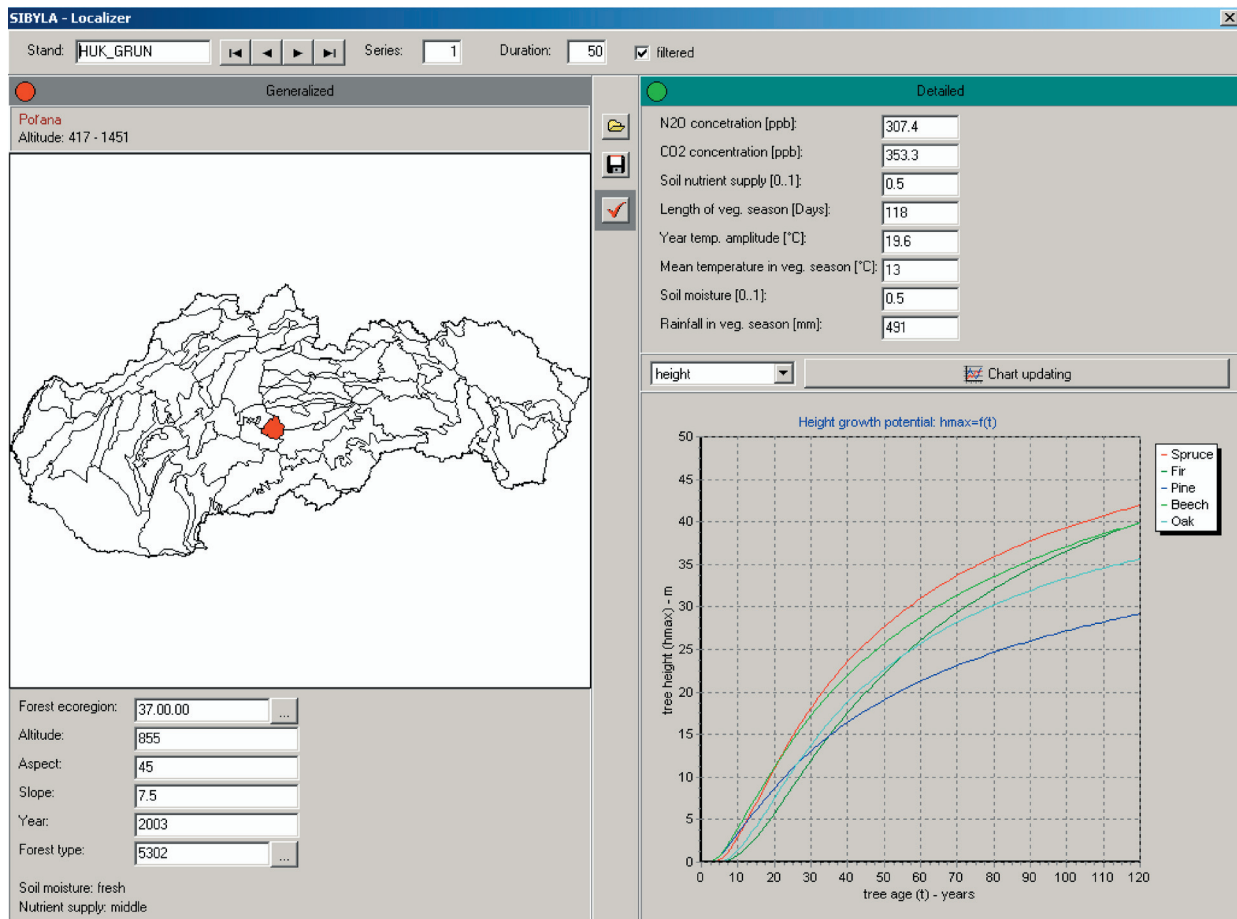 SIBYLA - Localizer
Stand: HUK_GRUN Series: 1 Duration: 50 filtered
Generalized
Poľana
Altitude: 417 - 1451
Forest ecoregion: 37.00.00 ...
Altitude: 855
Aspect: 45
Slope: 7.5
Year: 2003
Forest type: 5302 ...
Soil moisture: fresh
Nutrient supply: middle
Detailed
N2O concetration [ppb]: 307.4
CO2 concentration [ppb]: 353.3
Soil nutrient supply [0..1]: 0.5
Length of veg. season [Days]: 118
Year temp. amplitude [°C]: 19.6
Mean temperature in veg. season [°C]: 13
Soil moisture [0..1]: 0.5
Rainfall in veg. season [mm]: 491
height Chart updating
Height growth potential: hmax=f(t)
50
45
40
35
30
25
20
15
10
5
0
tree height (hmax) - m
0 10 20 30 40 50 60 70 80 90 100 110 120
tree age (t) - years
Spruce
Fir
Pine
Beech
Oak